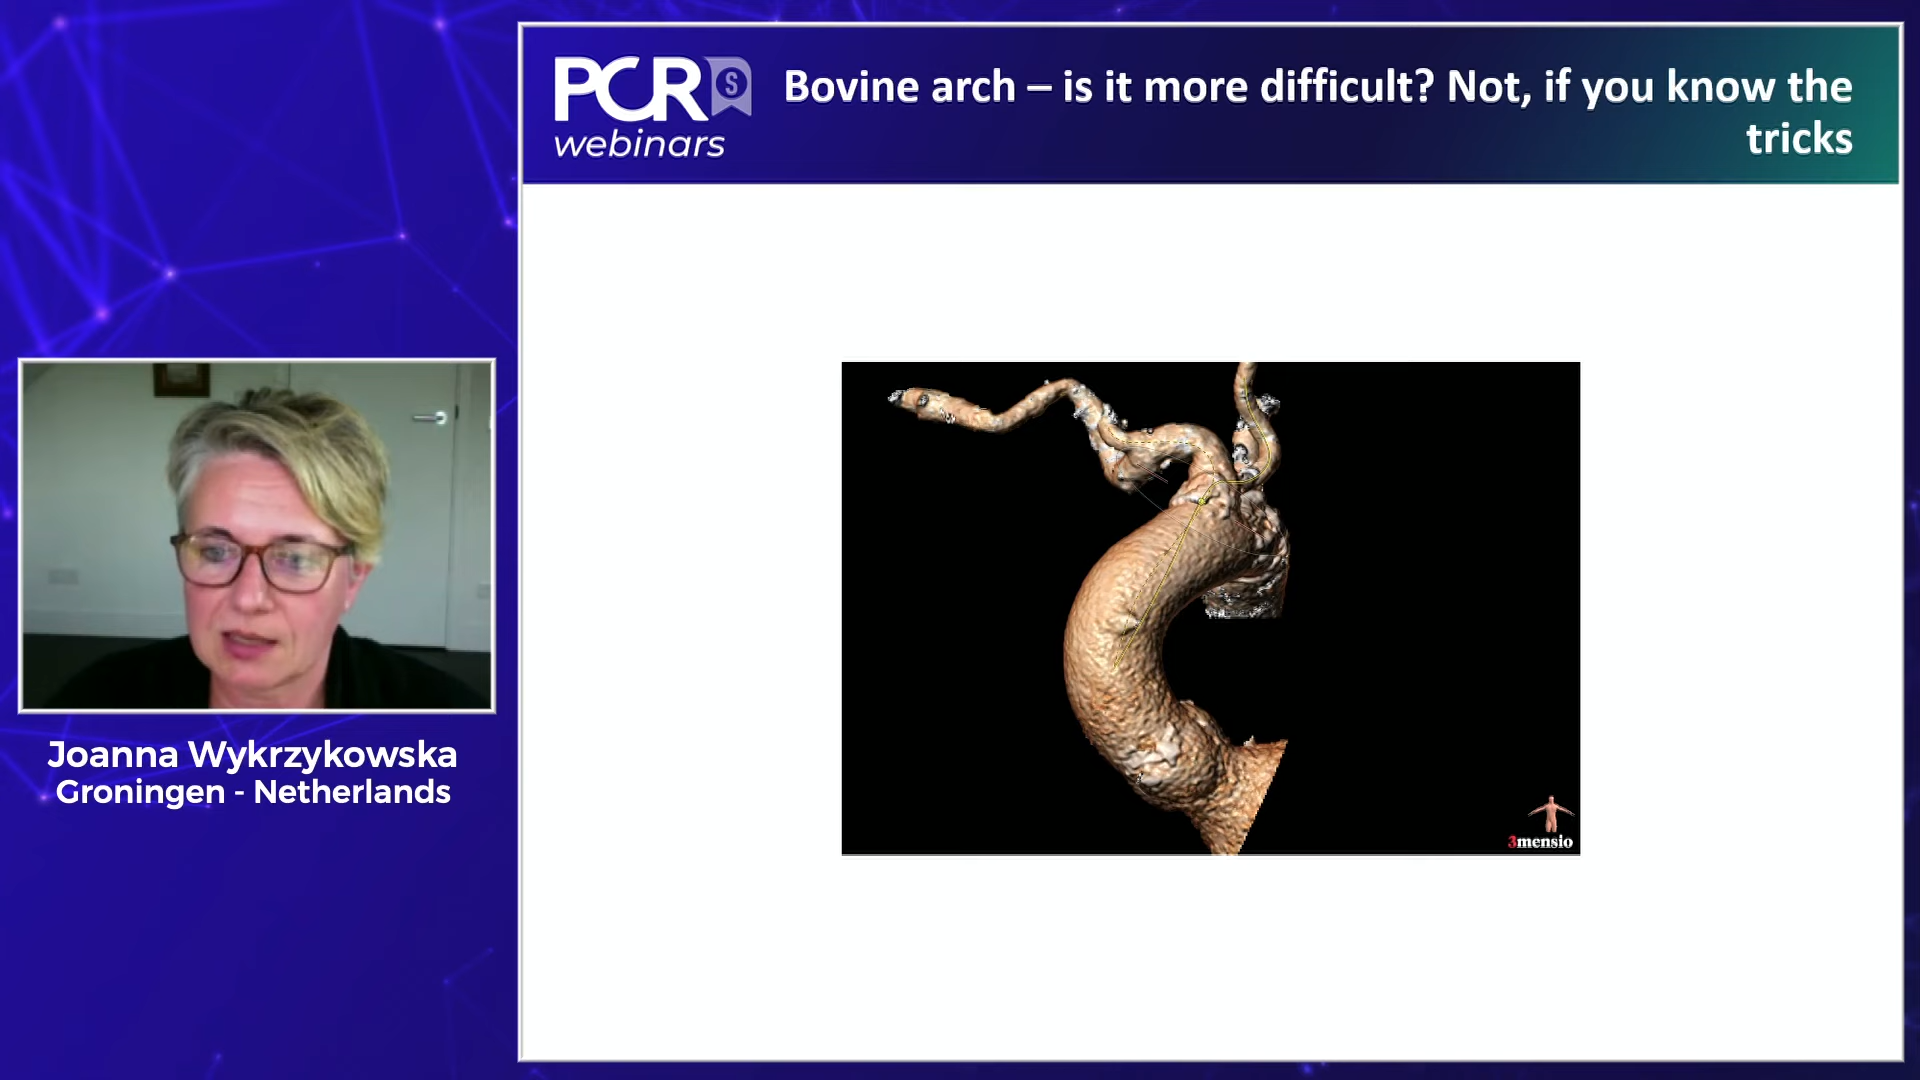 PCR S
webinars
Bovine arch – is it more difficult? Not, if you know the
tricks
Joanna Wykrzykowska
Groningen - Netherlands
3mensio